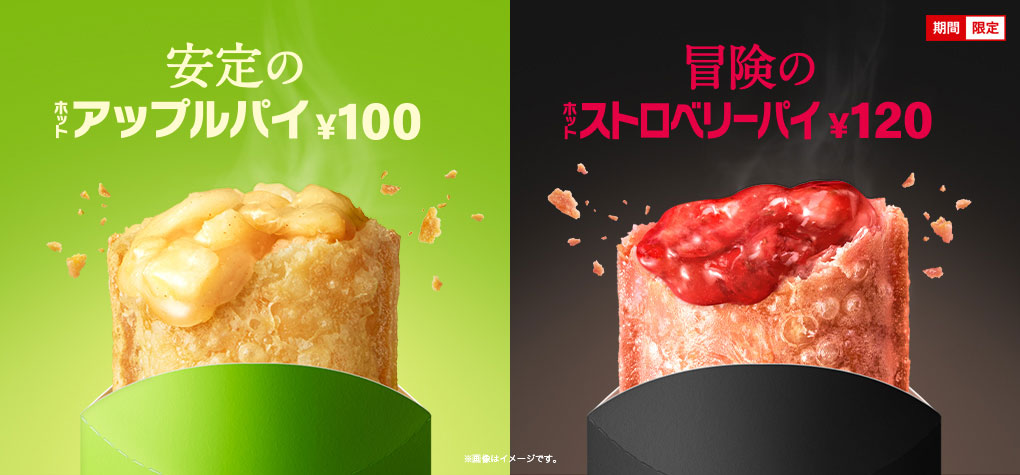 安定の
ホット アップルパイ ¥100
期間 限定
冒険の
ホット ストロベリーパイ ¥120
※画像はイメージです。